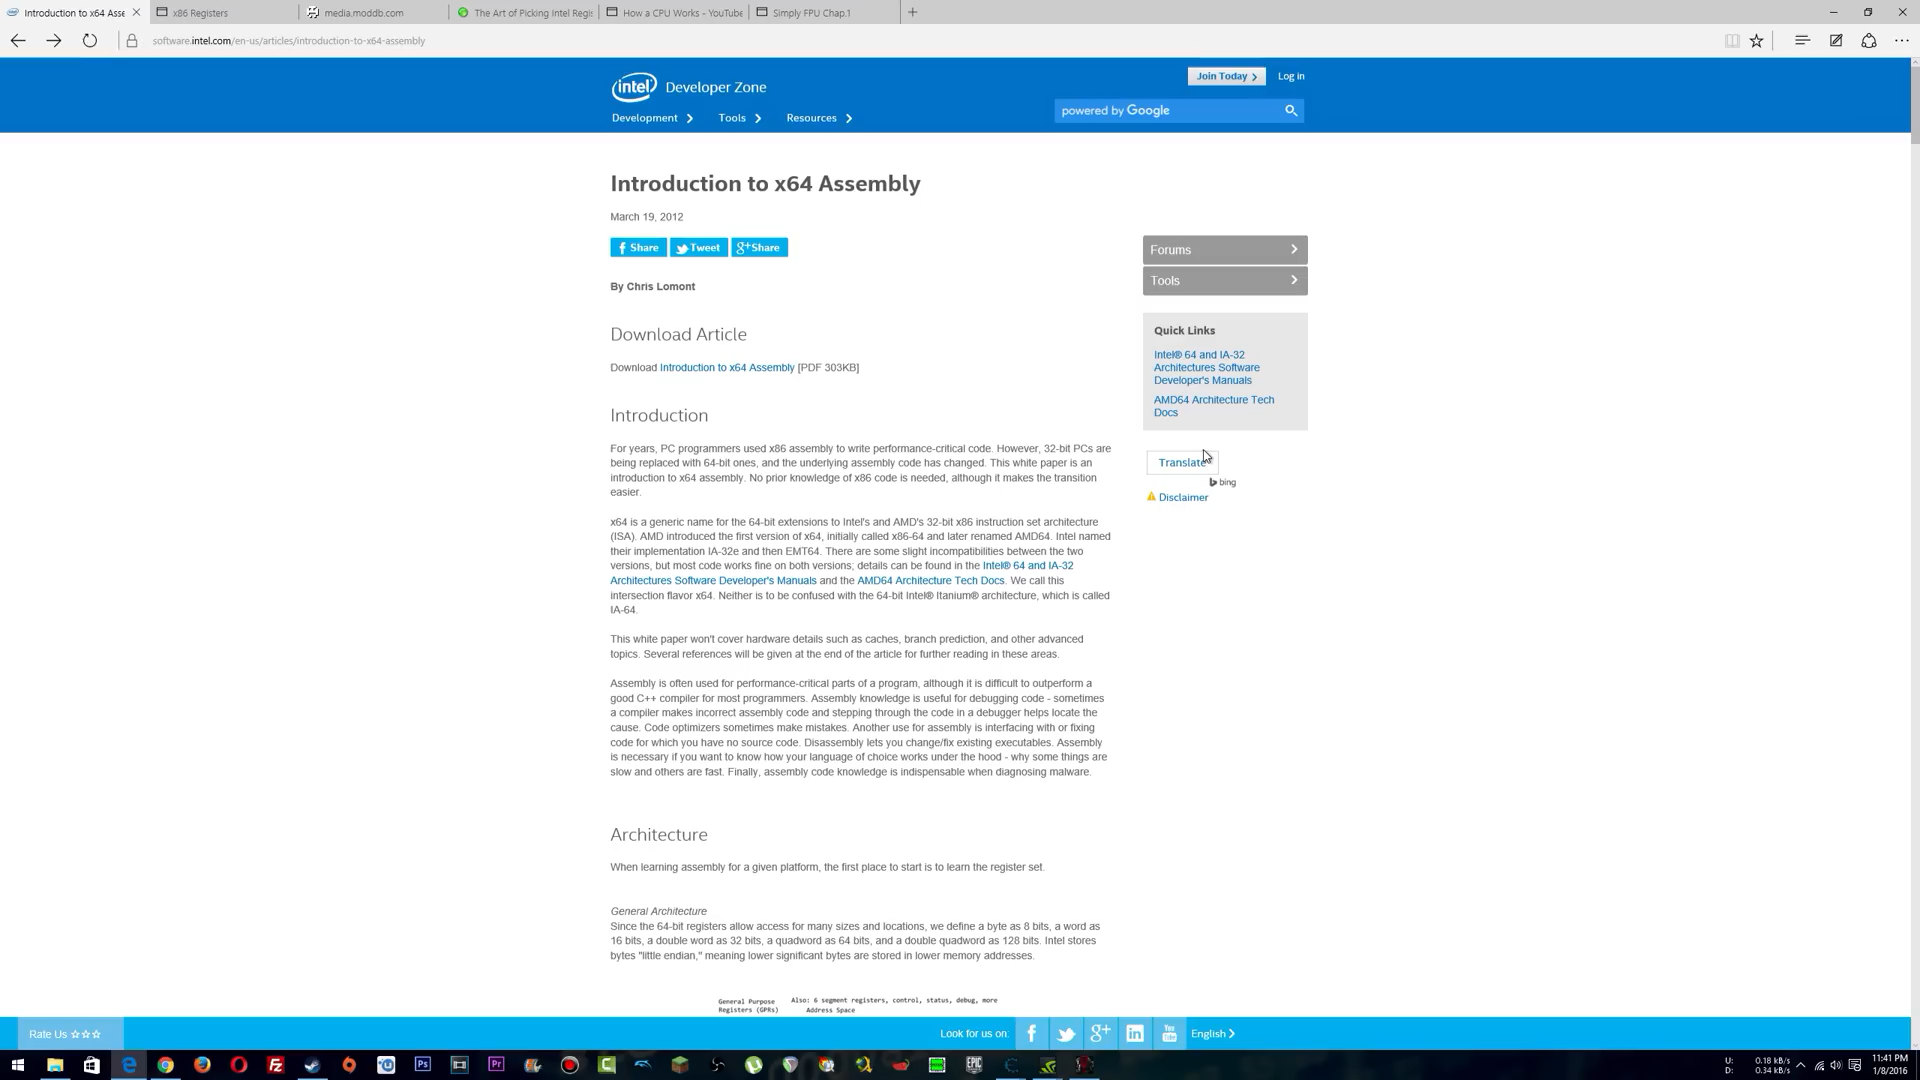 Introduction to x64 Asse
x86 Registers
media.moddb.com
The Art of Picking Intel Regi
How a CPU Works - YouTube
Simply FPU Chap.1
software.intel.com/en-us/articles/introduction-to-x64-assembly
intel Developer Zone
Join Today
Log in
powered by Google
Development
Tools
Resources
Introduction to x64 Assembly
March 19, 2012
Share
Tweet
g+ Share
By Chris Lomont
Forums
Tools
Quick Links
Intel® 64 and IA-32
Architectures Software
Developer's Manuals
AMD64 Architecture Tech
Docs
Translate
bing
Disclaimer
Download Article
Download Introduction to x64 Assembly [PDF 303KB]
Introduction
For years, PC programmers used x86 assembly to write performance-critical code. However, 32-bit PCs are
being replaced with 64-bit ones, and the underlying assembly code has changed. This white paper is an
introduction to x64 assembly. No prior knowledge of x86 code is needed, although it makes the transition
easier.
x64 is a generic name for the 64-bit extensions to Intel's and AMD's 32-bit x86 instruction set architecture
(ISA). AMD introduced the first version of x64, initially called x86-64 and later renamed AMD64. Intel named
their implementation IA-32e and then EMT64. There are some slight incompatibilities between the two
versions, but most code works fine on both versions; details can be found in the Intel® 64 and IA-32
Architectures Software Developer's Manuals and the AMD64 Architecture Tech Docs. We call this
intersection flavor x64. Neither is to be confused with the 64-bit Intel® Itanium® architecture, which is called
IA-64.
This white paper won't cover hardware details such as caches, branch prediction, and other advanced
topics. Several references will be given at the end of the article for further reading in these areas.
Assembly is often used for performance-critical parts of a program, although it is difficult to outperform a
good C++ compiler for most programmers. Assembly knowledge is useful for debugging code - sometimes
a compiler makes incorrect assembly code and stepping through the code in a debugger helps locate the
cause. Code optimizers sometimes make mistakes. Another use for assembly is interfacing with or fixing
code for which you have no source code. Disassembly lets you change/fix existing executables. Assembly
is necessary if you want to know how your language of choice works under the hood - why some things are
slow and others are fast. Finally, assembly code knowledge is indispensable when diagnosing malware.
Architecture
When learning assembly for a given platform, the first place to start is to learn the register set.
General Architecture
Since the 64-bit registers allow access for many sizes and locations, we define a byte as 8 bits, a word as
16 bits, a double word as 32 bits, a quadword as 64 bits, and a double quadword as 128 bits. Intel stores
bytes "little endian," meaning lower significant bytes are stored in lower memory addresses.
General Purpose Also: 6 segment registers, control, status, debug, more
Registers (GPRs) Address Space
Rate Us
Look for us on:
English
U: 0.18 kB/s
D: 0.34 kB/s
11:41 PM
1/8/2016